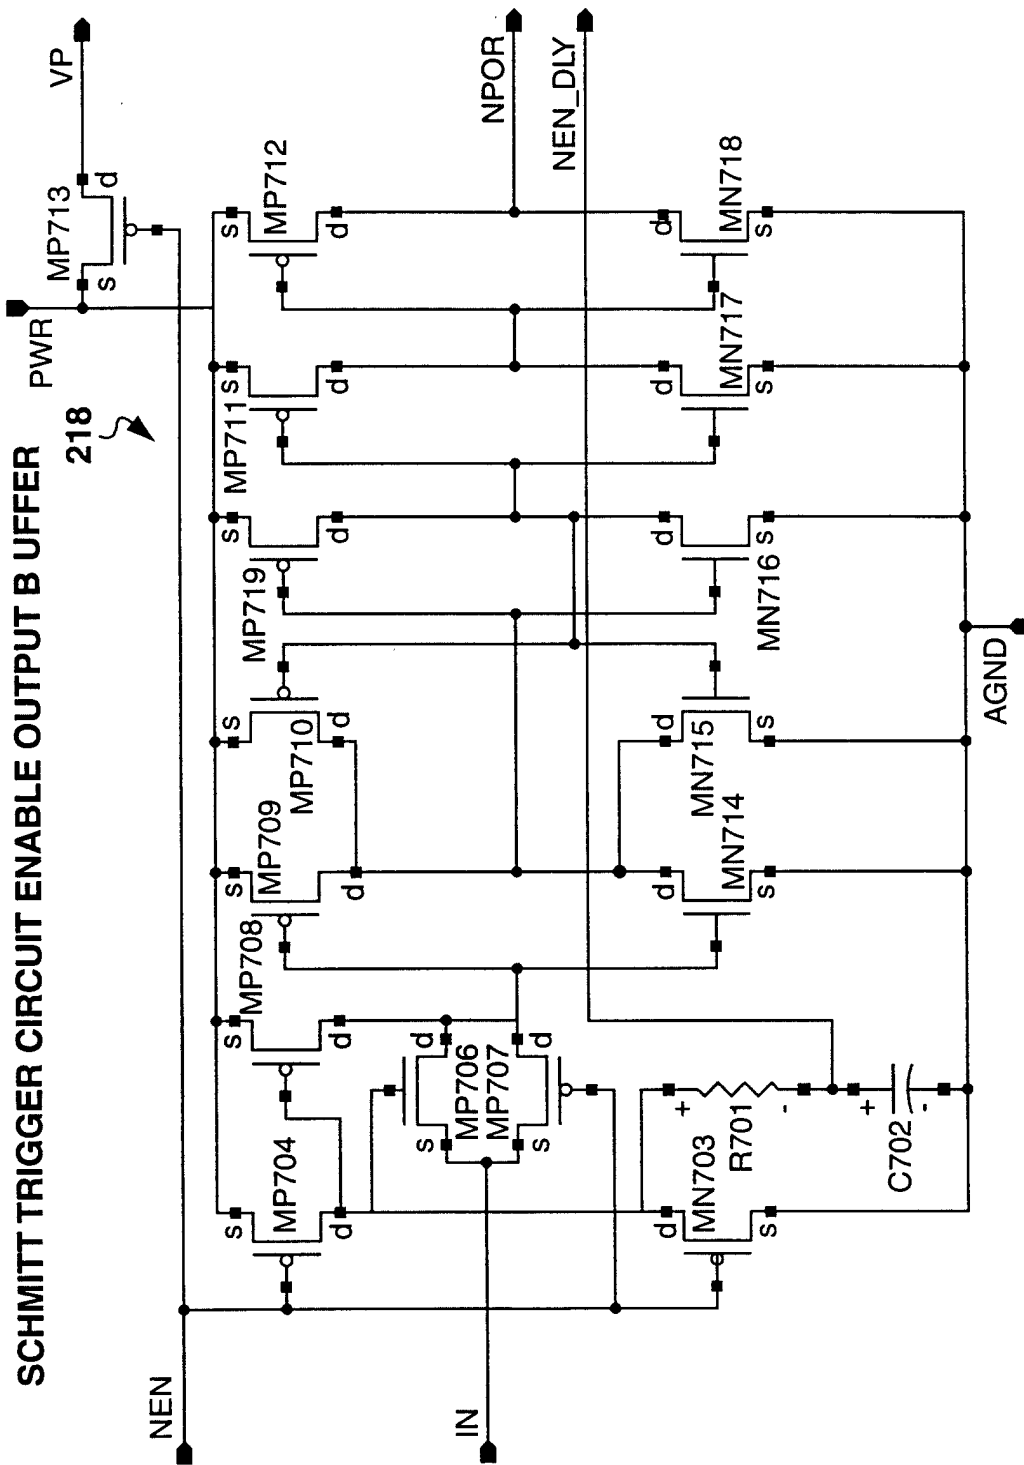 SCHMITT TRIGGER CIRCUIT ENABLE OUTPUT B UFFER
218
PWR
VP
MP713
s
d
NEN
IN
NPOR
NEN_DLY
AGND
MP704
s
d
MP708
s
d
MP709
s
d
MP710
s
d
MP719
s
d
MP711
s
d
MP712
s
d
MP706
s
d
MP707
s
d
MN703
d
s
R701
+
-
C702
+
-
MN714
d
s
MN715
d
s
MN716
d
s
MN717
d
s
MN718
d
s